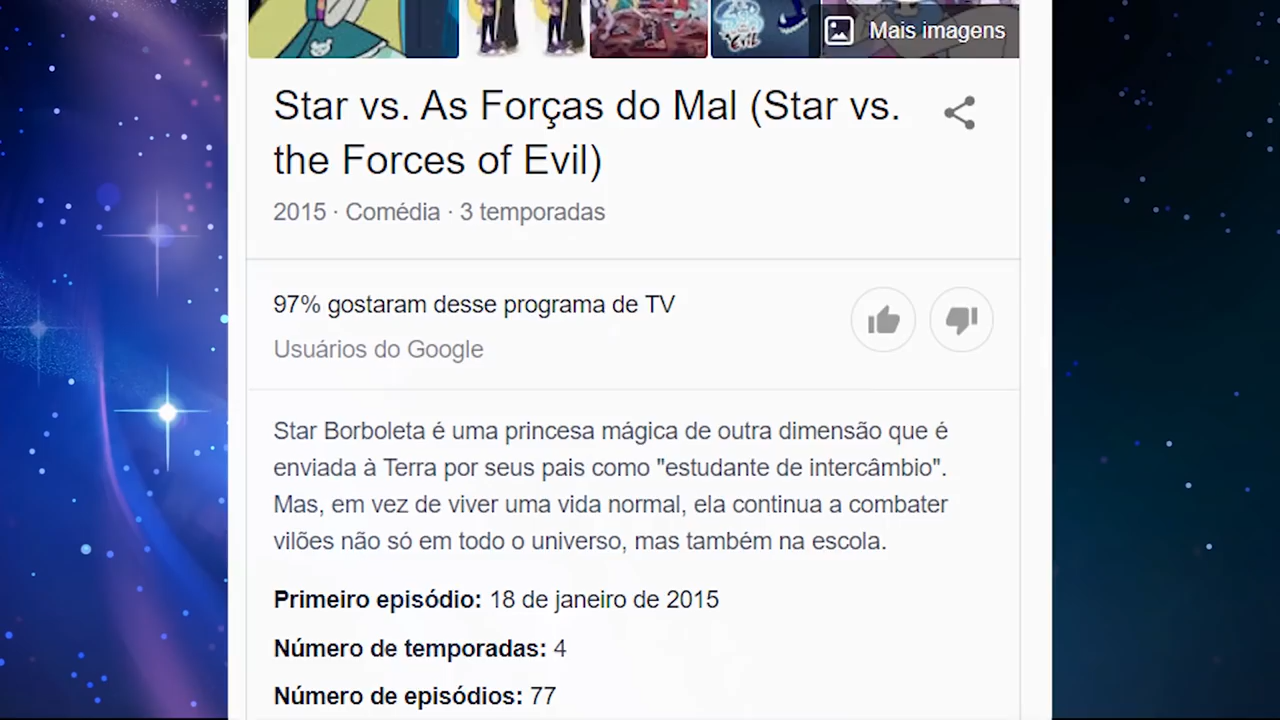 Evil
Mais imagens
Star vs. As Forças do Mal (Star vs.
the Forces of Evil)
2015 · Comédia · 3 temporadas
97% gostaram desse programa de TV
Usuários do Google
Star Borboleta é uma princesa mágica de outra dimensão que é
enviada à Terra por seus pais como "estudante de intercâmbio".
Mas, em vez de viver uma vida normal, ela continua a combater
vilões não só em todo o universo, mas também na escola.
Primeiro episódio: 18 de janeiro de 2015
Número de temporadas: 4
Número de episódios: 77